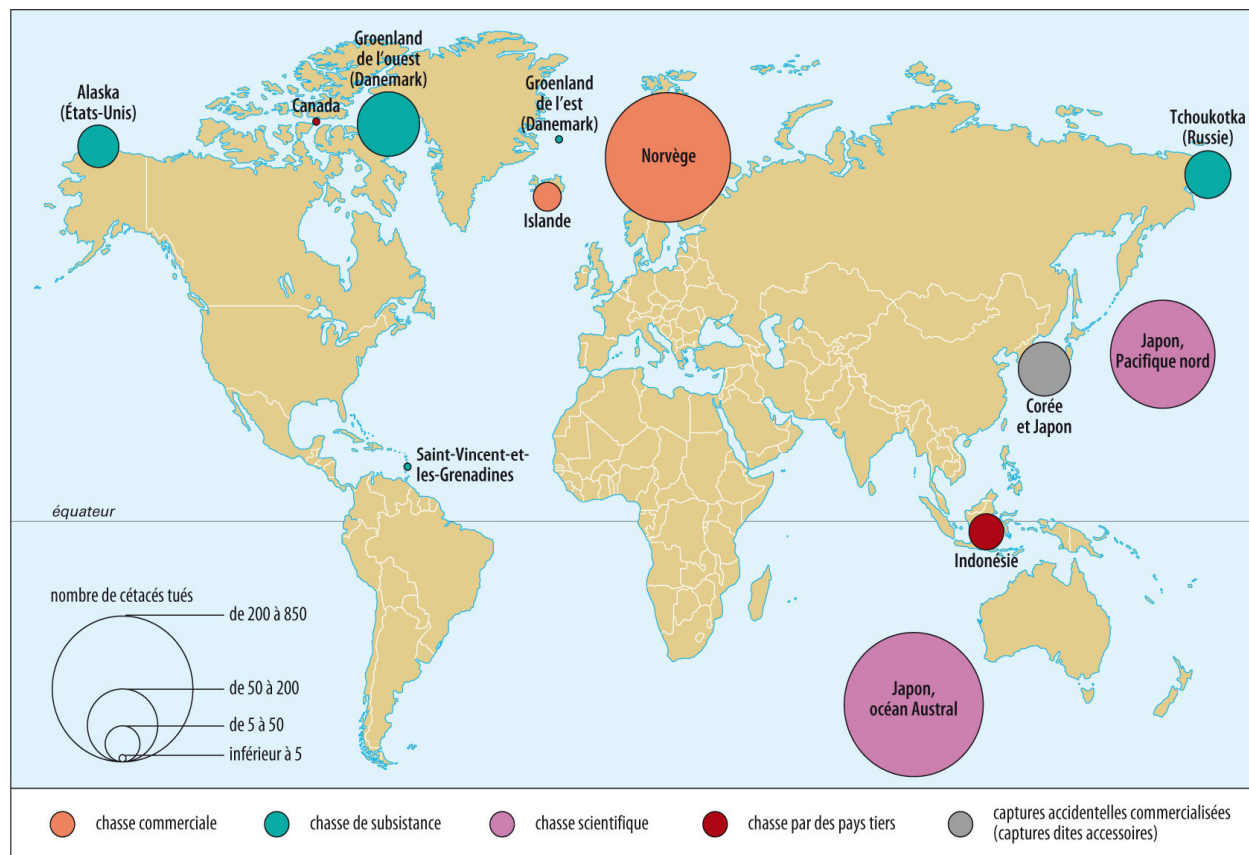 Groenland
de l'ouest
(Danemark)
Alaska
(États-Unis)
Canada
Groenland
de l'est
(Danemark)
Norvège
Islande
Tchoukotka
(Russie)
Japon,
Pacifique nord
Corée
et Japon
Saint-Vincent-et-
les-Grenadines
équateur
Indonésie
Japon,
océan Austral
nombre de cétacés tués
de 200 à 850
de 50 à 200
de 5 à 50
inférieur à 5
chasse commerciale
chasse de subsistance
chasse scientifique
chasse par des pays tiers
captures accidentelles commercialisées
(captures dites accessoires)